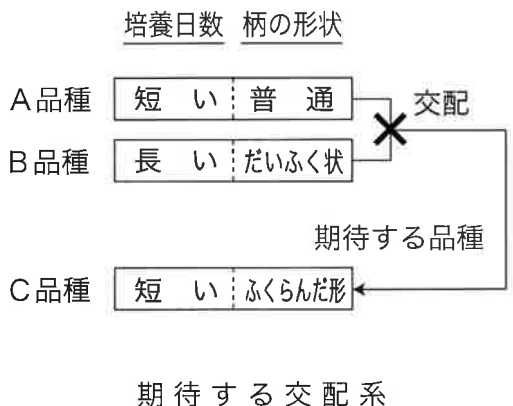 培養日数 柄の形状
A品種 短い 普通
交配
B品種 長い だいふく状
期待する品種
C品種 短い ふくらんだ形
期待する交配系